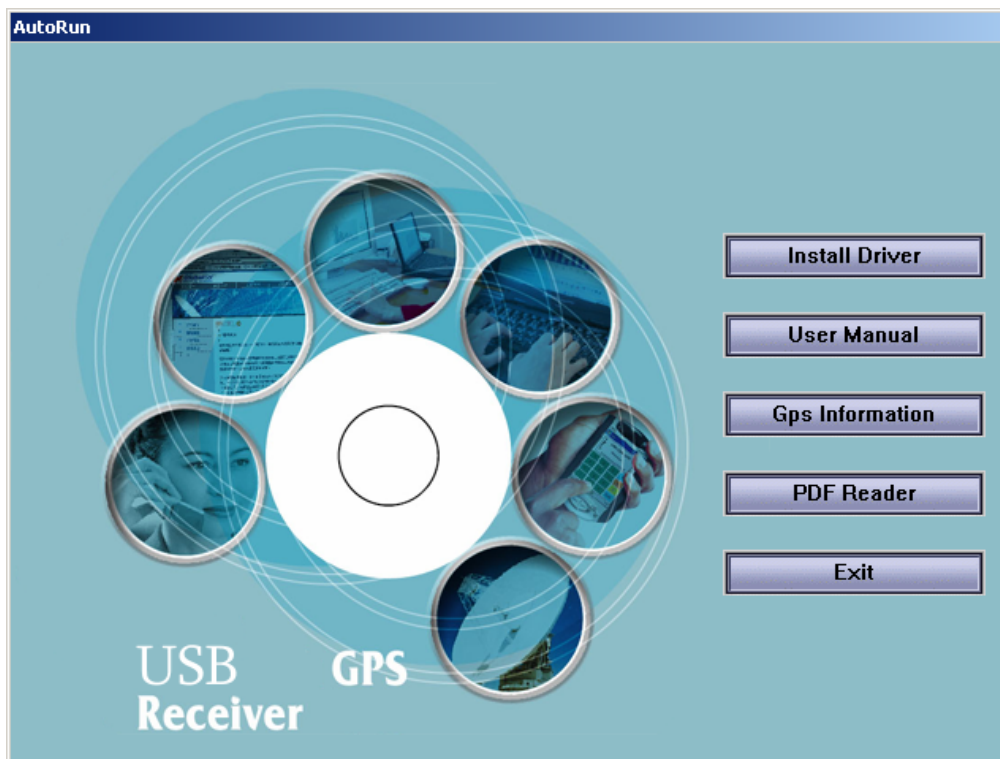 AutoRun
Install Driver
User Manual
Gps Information
PDF Reader
Exit
USB GPS
Receiver